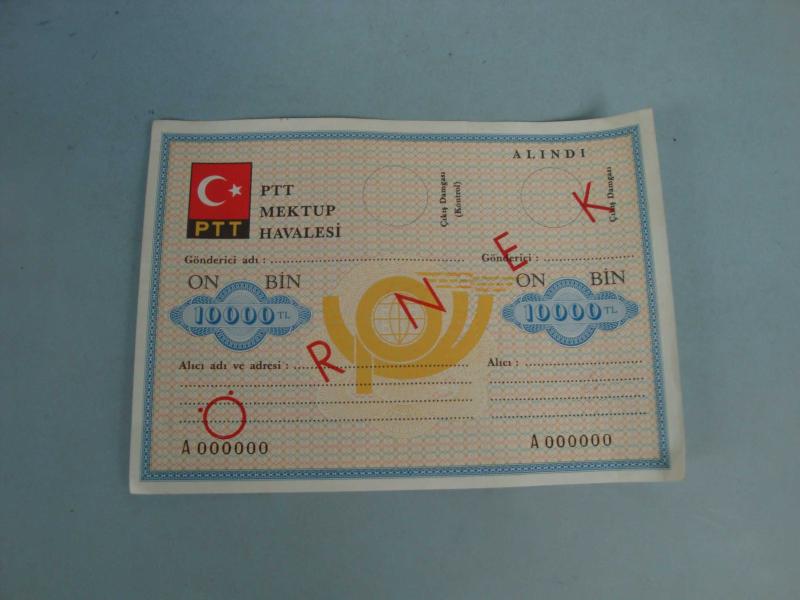 PTT
PTT
MEKTUP
HAVALESİ
Çıkış Damgası
(Kontrol)
Gönderici adı :
ON BİN
10000 TL
Alıcı adı ve adresi :
A 000000
ALINDI
Çıkış Damgası
Gönderici :
ON BİN
10000 TL
Alıcı :
A 000000
ÖRNEK